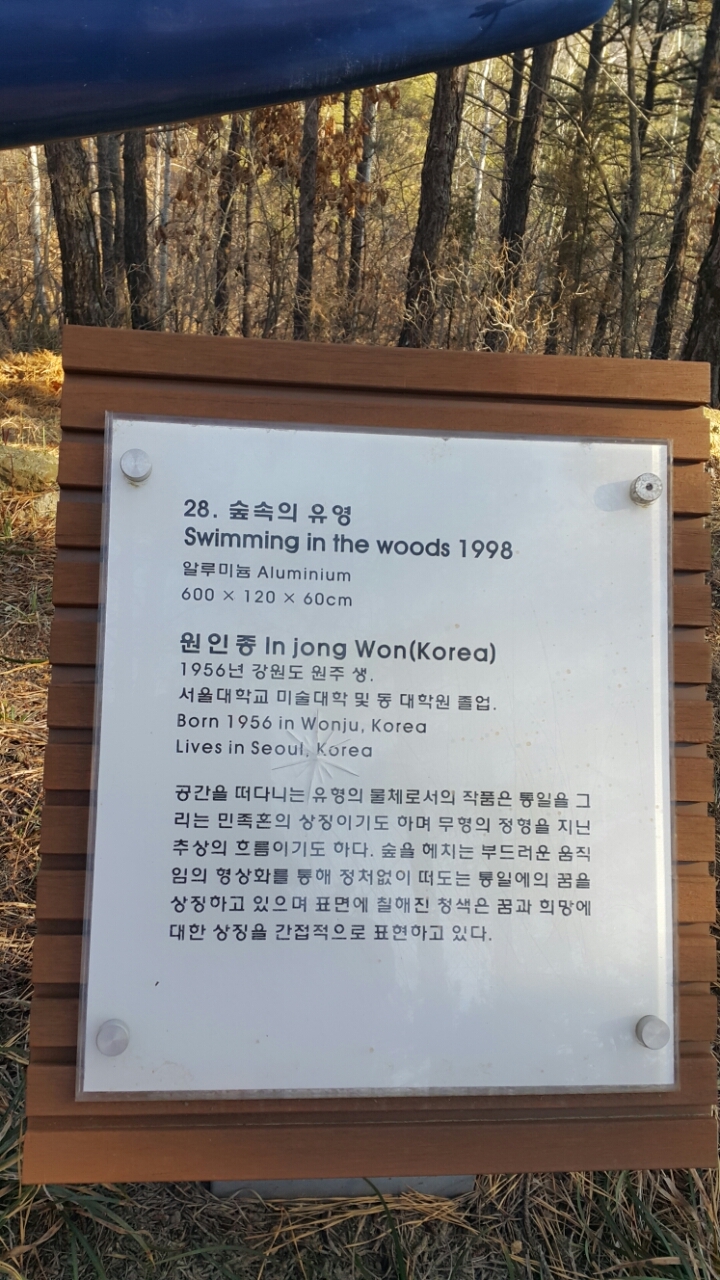 28. 숲속의 유영
Swimming in the woods 1998
알루미늄 Aluminium
600 × 120 × 60cm
원인종 In jong Won(Korea)
1956년 강원도 원주 생.
서울대학교 미술대학 및 동 대학원 졸업.
Born 1956 in Wonju, Korea
Lives in Seoul, Korea
공간을 떠다니는 유형의 물체로서의 작품은 통일을 그
리는 민족혼의 상징이기도 하며 무형의 정형을 지닌
추상의 흐름이기도 하다. 숲을 헤치는 부드러운 움직
임의 형상화를 통해 정처없이 떠도는 통일에의 꿈을
상징하고 있으며 표면에 칠해진 청색은 꿈과 희망에
대한 상징을 간접적으로 표현하고 있다.